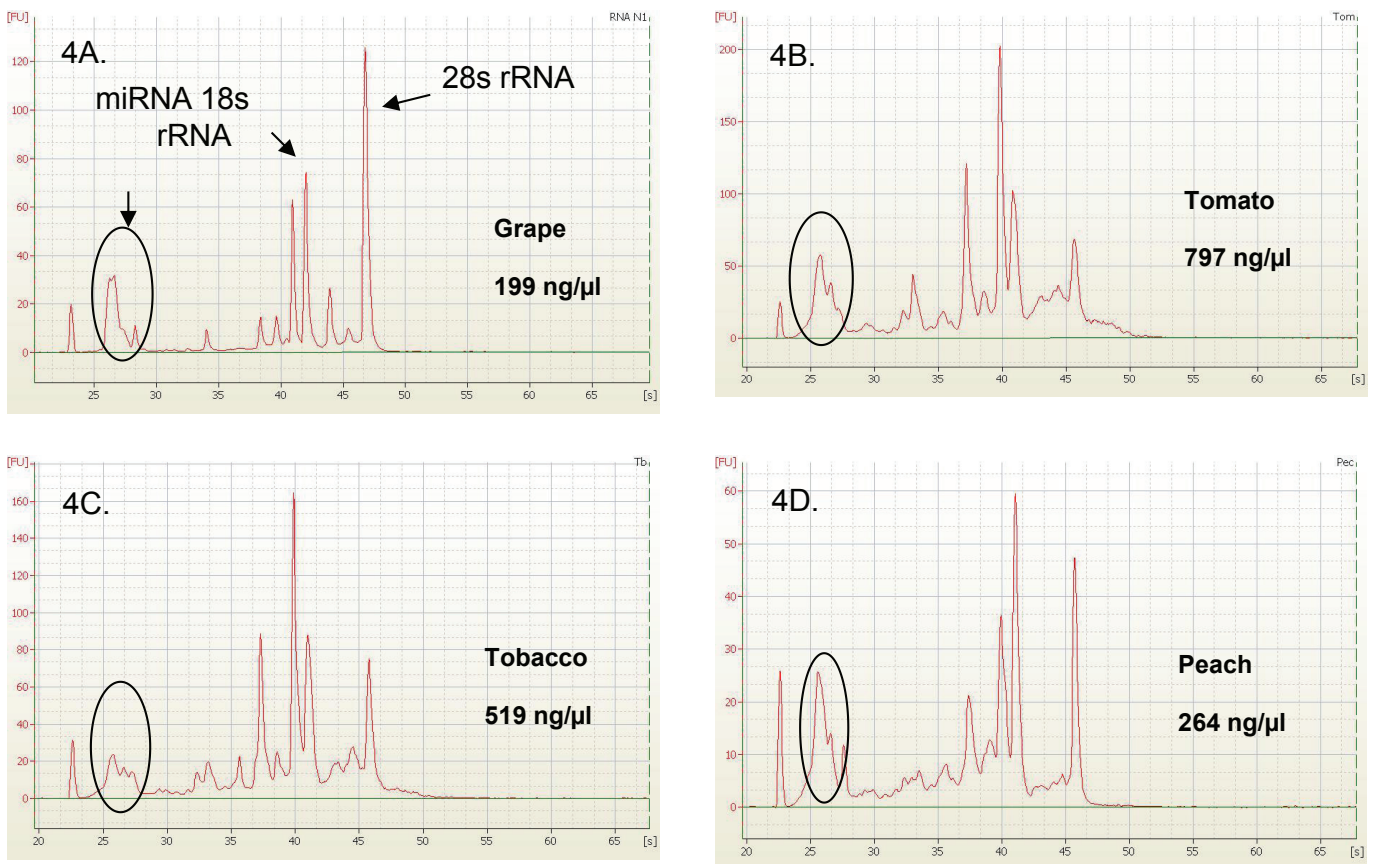 [FU]
RNA N1
4A.
28s rRNA
miRNA 18s
rRNA
Grape
199 ng/µl
120
100
80
60
40
20
0
25 30 35 40 45 50 55 60 65 [s]
[FU]
Tom
4B.
Tomato
797 ng/µl
200
150
100
50
0
20 25 30 35 40 45 50 55 60 65 [s]
[FU]
Tb
4C.
Tobacco
519 ng/µl
160
140
120
100
80
60
40
20
0
20 25 30 35 40 45 50 55 60 65 [s]
[FU]
Pec
4D.
Peach
264 ng/µl
60
50
40
30
20
10
0
20 25 30 35 40 45 50 55 60 65 [s]